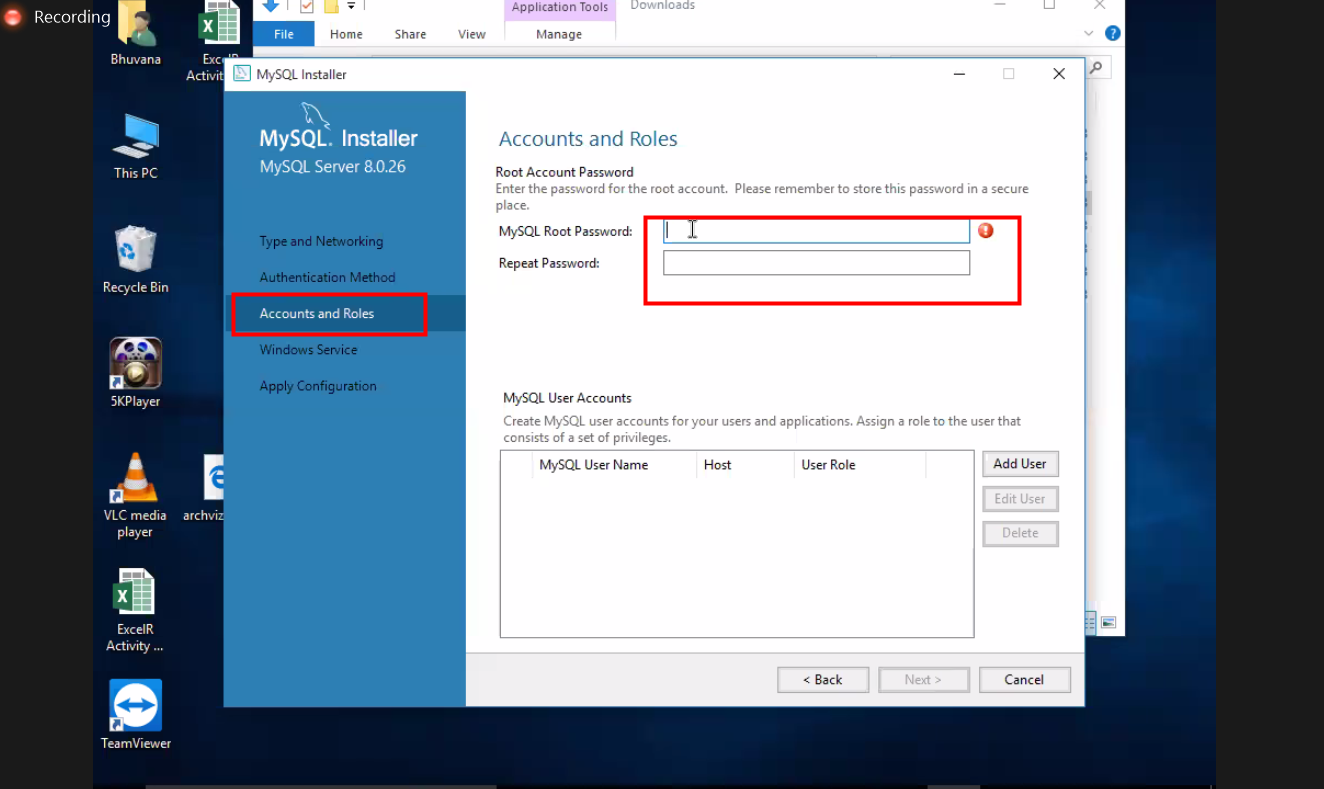 Recording
Application Tools
Downloads
File Home Share View Manage
Bhuvana
This PC
Recycle Bin
5KPlayer
VLC media
player
ExcelR
Activity ...
TeamViewer
MySQL Installer
MySQL. Installer
MySQL Server 8.0.26
Type and Networking
Authentication Method
Accounts and Roles
Windows Service
Apply Configuration
Accounts and Roles
Root Account Password
Enter the password for the root account. Please remember to store this password in a secure
place.
MySQL Root Password:
Repeat Password:
MySQL User Accounts
Create MySQL user accounts for your users and applications. Assign a role to the user that
consists of a set of privileges.
MySQL User Name Host User Role
Add User
Edit User
Delete
< Back Next > Cancel